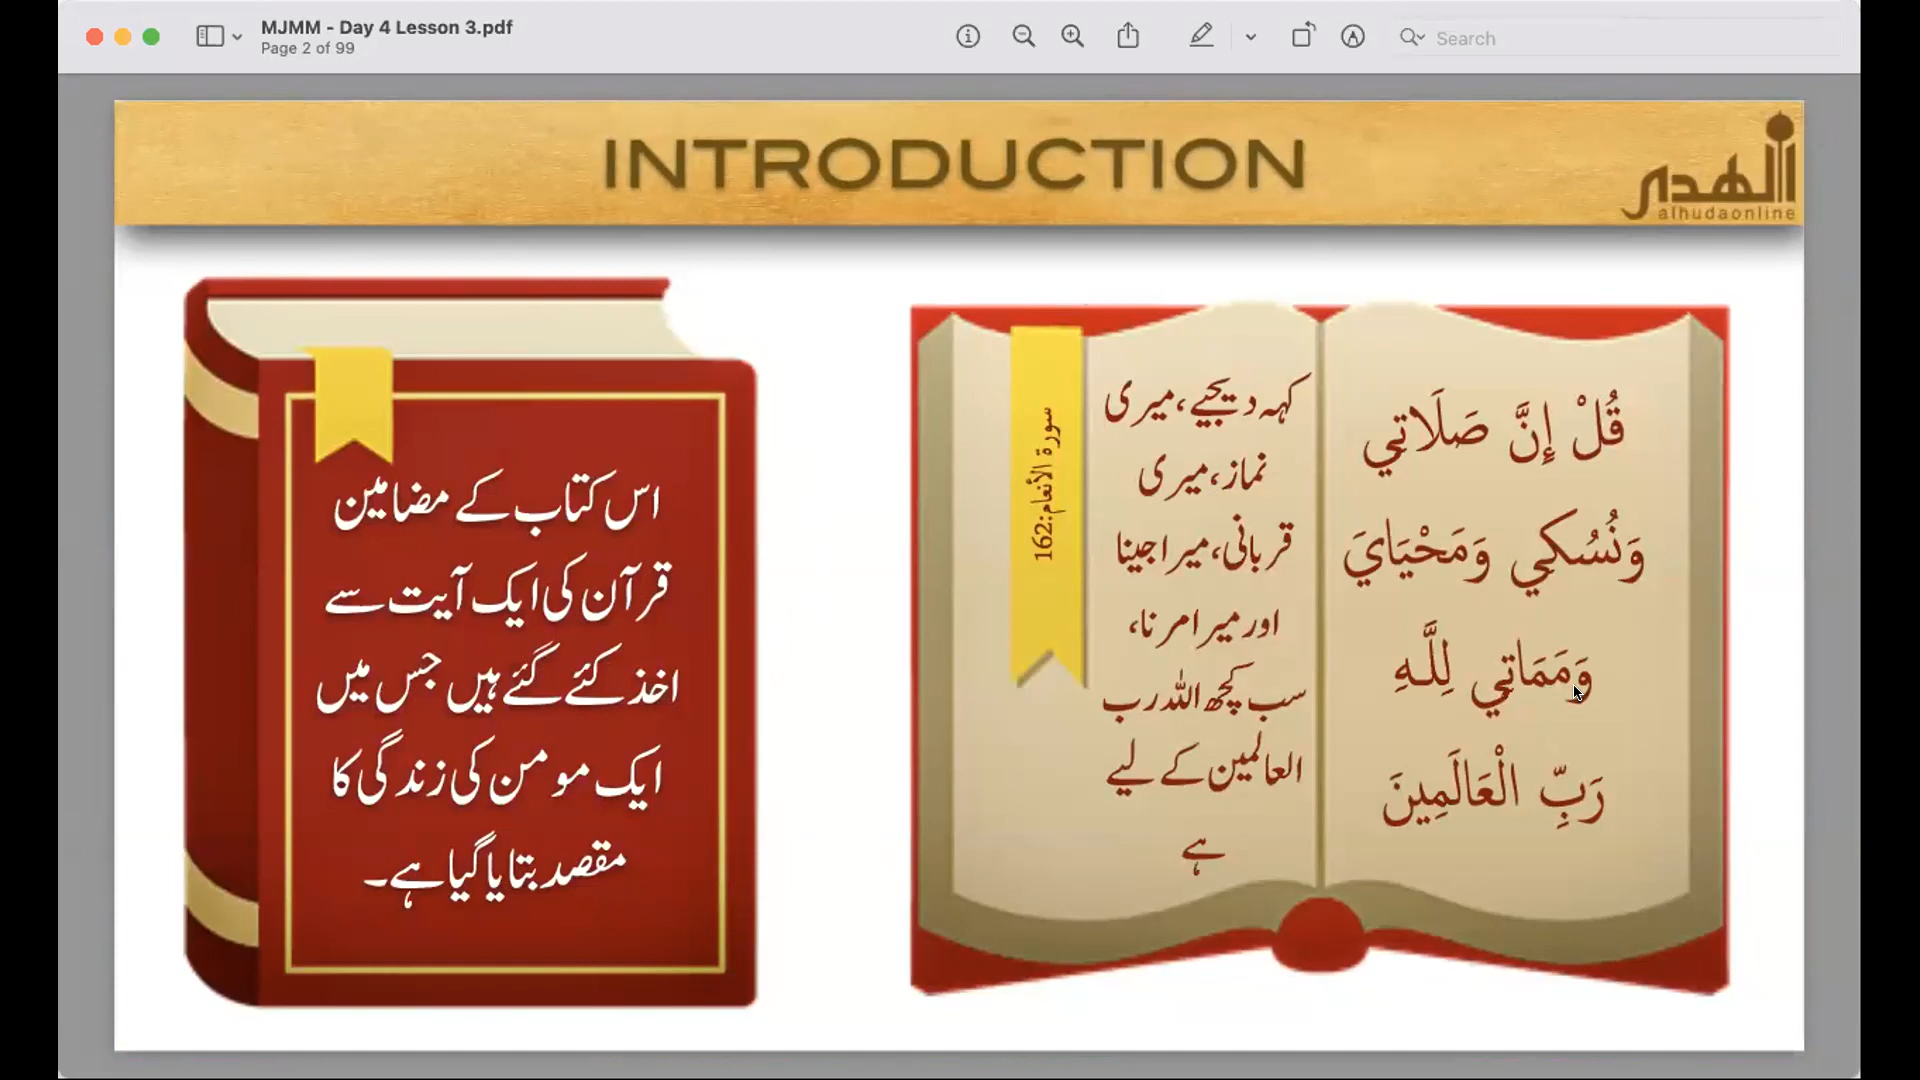 MJMM - Day 4 Lesson 3.pdf
Page 2 of 99
Search
INTRODUCTION
الهدى
alhudaonline
اس کتاب کے مضامین
قرآن کی ایک آیت سے
اخذ کئے گئے ہیں جس میں
ایک مومن کی زندگی کا
مقصد بتایا گیا ہے۔
قُلْ إِنَّ صَلَاتِي
وَنُسُكِي وَمَحْيَايَ
وَمَمَاتِي لِلَّهِ
رَبِّ الْعَالَمِينَ
کہہ دیجیے، میری
نماز، میری
قربانی، میرا جینا
اور میرا مرنا،
سب کچھ اللہ رب
العالمین کے لیے
ہے
سورة الأنعام:162